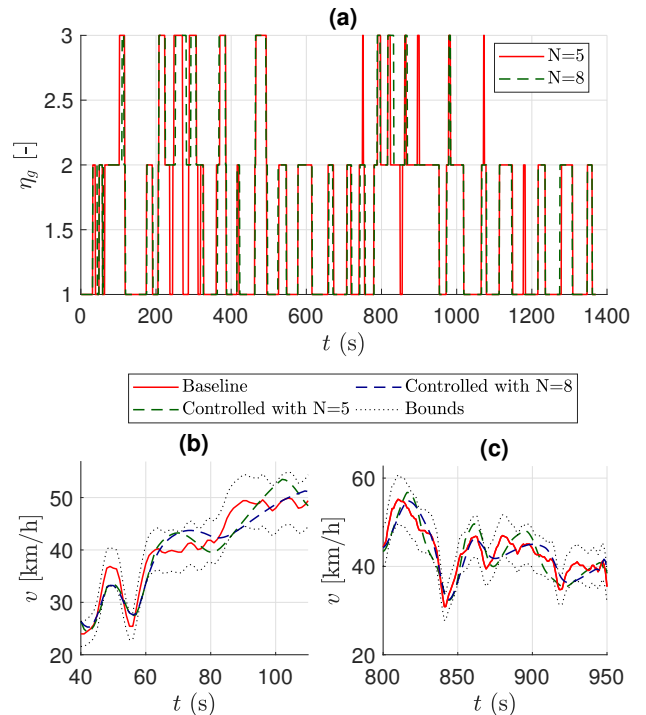 (a)
3
2.5
2
1.5
1
η_g [-]
N=5
N=8
0 200 400 600 800 1000 1200 1400
t (s)
Baseline
Controlled with N=8
Controlled with N=5
Bounds
(b)
50
40
30
20
v [km/h]
40 60 80 100
t (s)
(c)
60
40
20
v [km/h]
800 850 900 950
t (s)